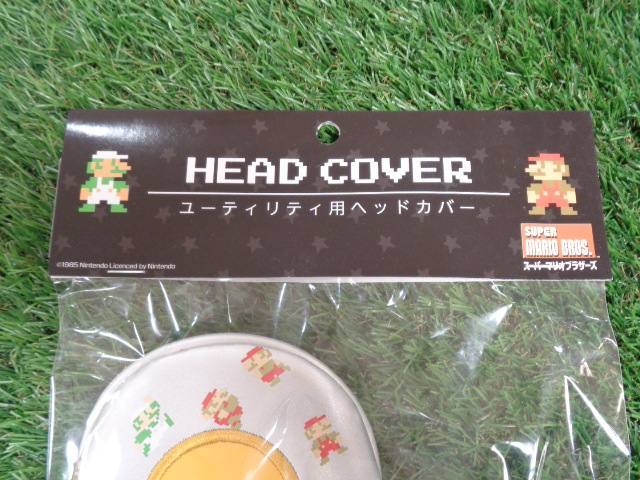 HEAD COVER
ユーティリティ用ヘッドカバー
SUPER
MARIO BROS.
スーパーマリオブラザーズ
©1985 Nintendo Licenced by Nintendo